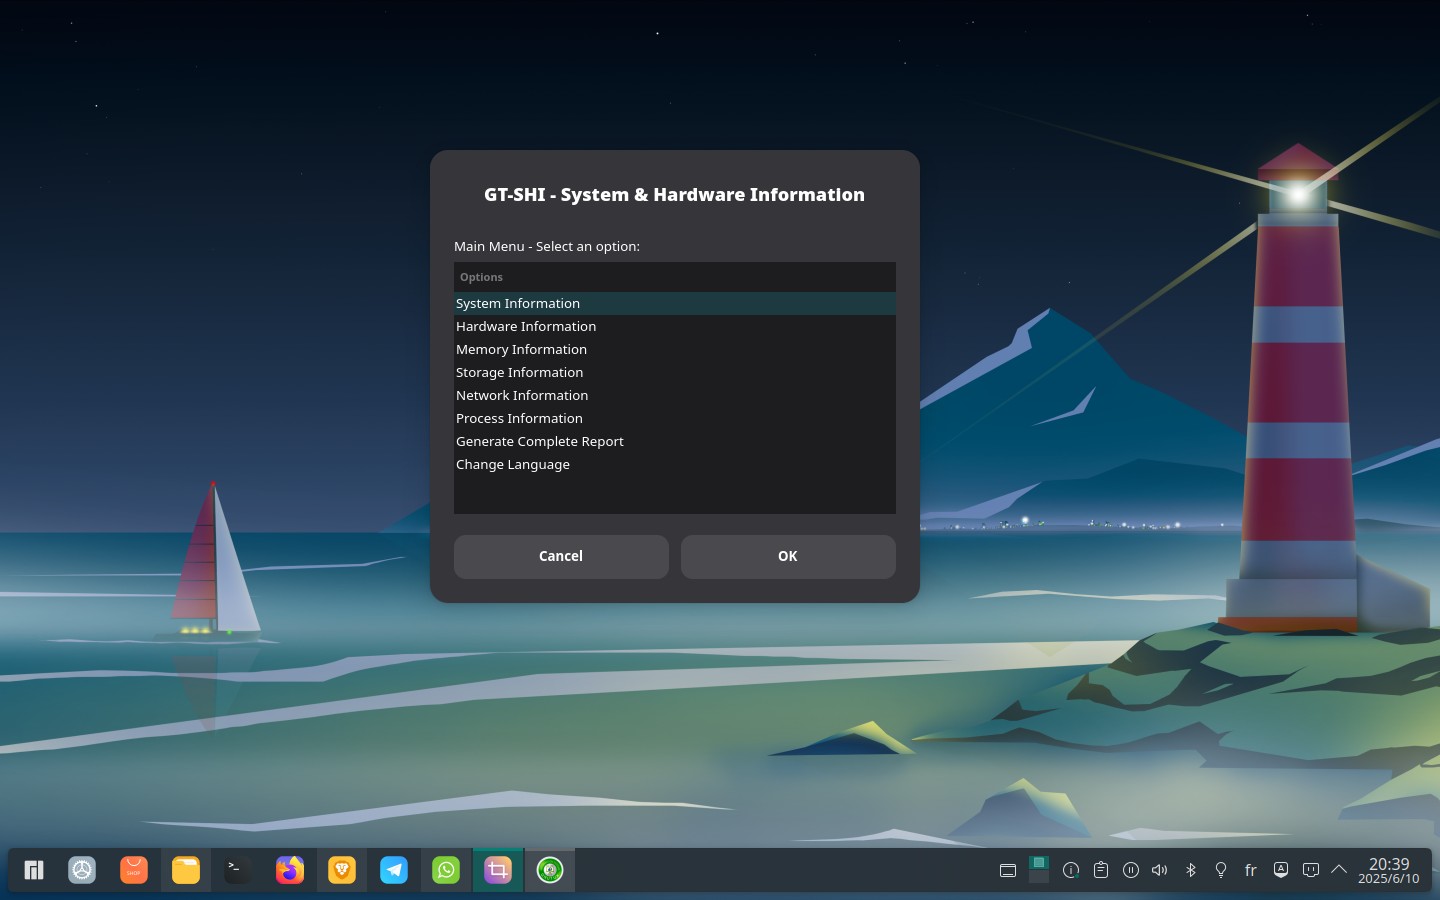 GT-SHI - System & Hardware Information
Main Menu - Select an option:
Options
System Information
Hardware Information
Memory Information
Storage Information
Network Information
Process Information
Generate Complete Report
Change Language
Cancel
OK
SHOP
>_
fr
A
20:39
2025/6/10